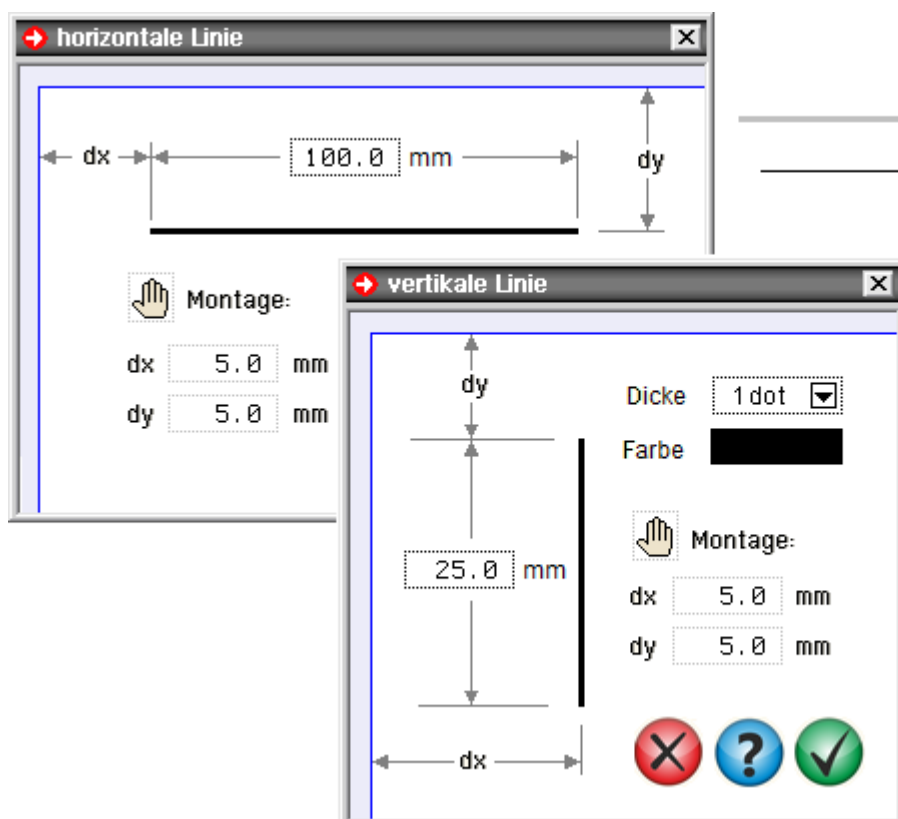 horizontale Linie
dx 100.0 mm dy
Montage:
dx 5.0 mm
dy 5.0 mm
vertikale Linie
dy
Dicke 1 dot
Farbe
25.0 mm
Montage:
dx 5.0 mm
dy 5.0 mm
dx
?